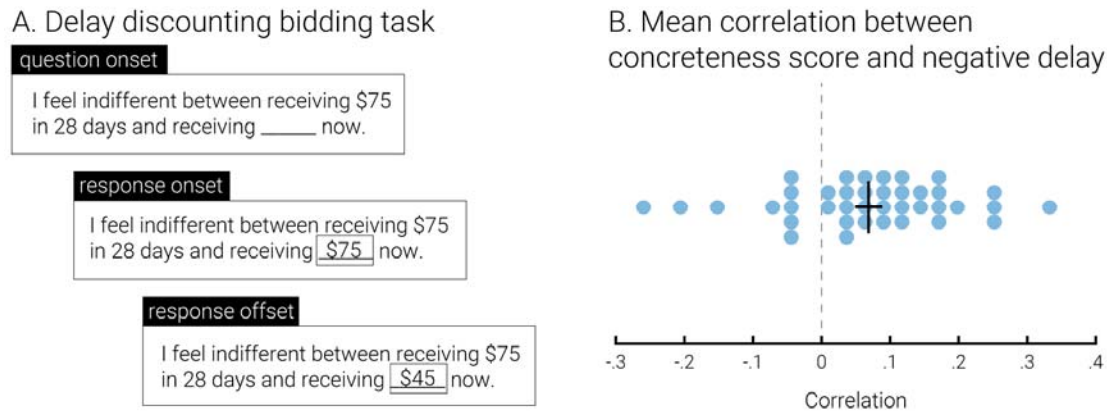 A. Delay discounting bidding task
question onset
I feel indifferent between receiving $75
in 28 days and receiving _____ now.
response onset
I feel indifferent between receiving $75
in 28 days and receiving $75 now.
response offset
I feel indifferent between receiving $75
in 28 days and receiving $45 now.
B. Mean correlation between
concreteness score and negative delay
-.3 -.2 -.1 0 .1 .2 .3 .4
Correlation